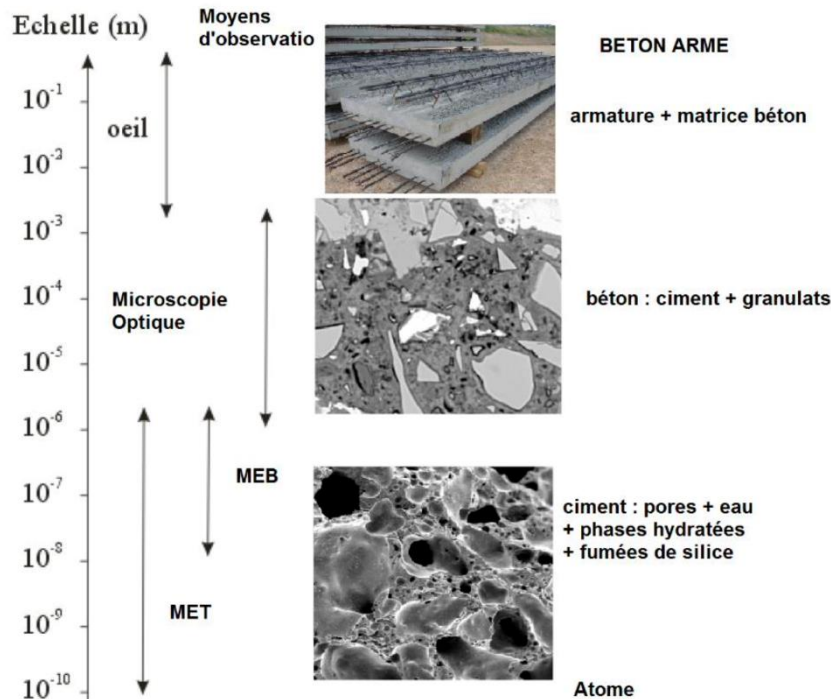 Echelle (m)
Moyens
d'observatio
BETON ARME
10⁻¹
armature + matrice béton
oeil
10⁻²
10⁻³
10⁻⁴
Microscopie
Optique
béton : ciment + granulats
10⁻⁵
10⁻⁶
MEB
10⁻⁷
ciment : pores + eau
+ phases hydratées
+ fumées de silice
10⁻⁸
MET
10⁻⁹
10⁻¹⁰
Atome